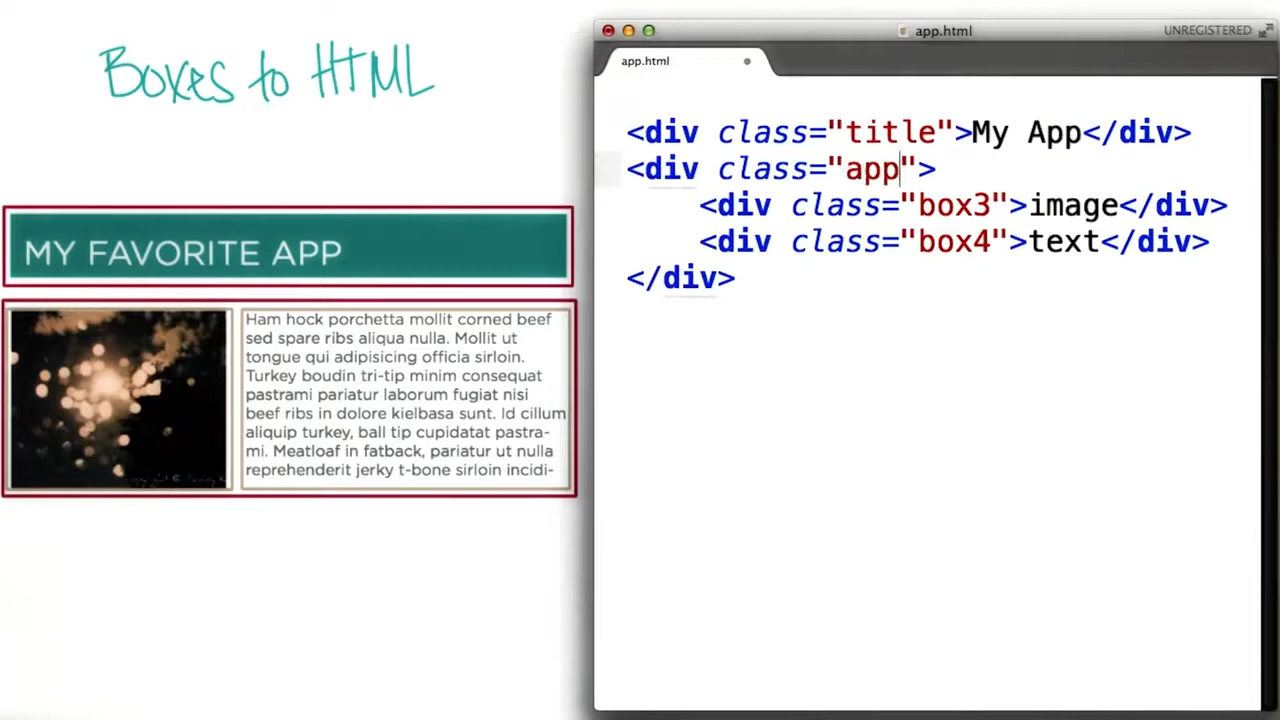 Boxes to HTML
MY FAVORITE APP
Ham hock porchetta mollit corned beef
sed spare ribs aliqua nulla. Mollit ut
tongue qui adipisicing officia sirloin.
Turkey boudin tri-tip minim consequat
pastrami pariatur laborum fugiat nisi
beef ribs in dolore kielbasa sunt. Id cillum
aliquip turkey, ball tip cupidatat pastra-
mi. Meatloaf in fatback, pariatur ut nulla
reprehenderit jerky t-bone sirloin incidi-
app.html
UNREGISTERED
app.html
<div class="title">My App</div>
<div class="app">
<div class="box3">image</div>
<div class="box4">text</div>
</div>